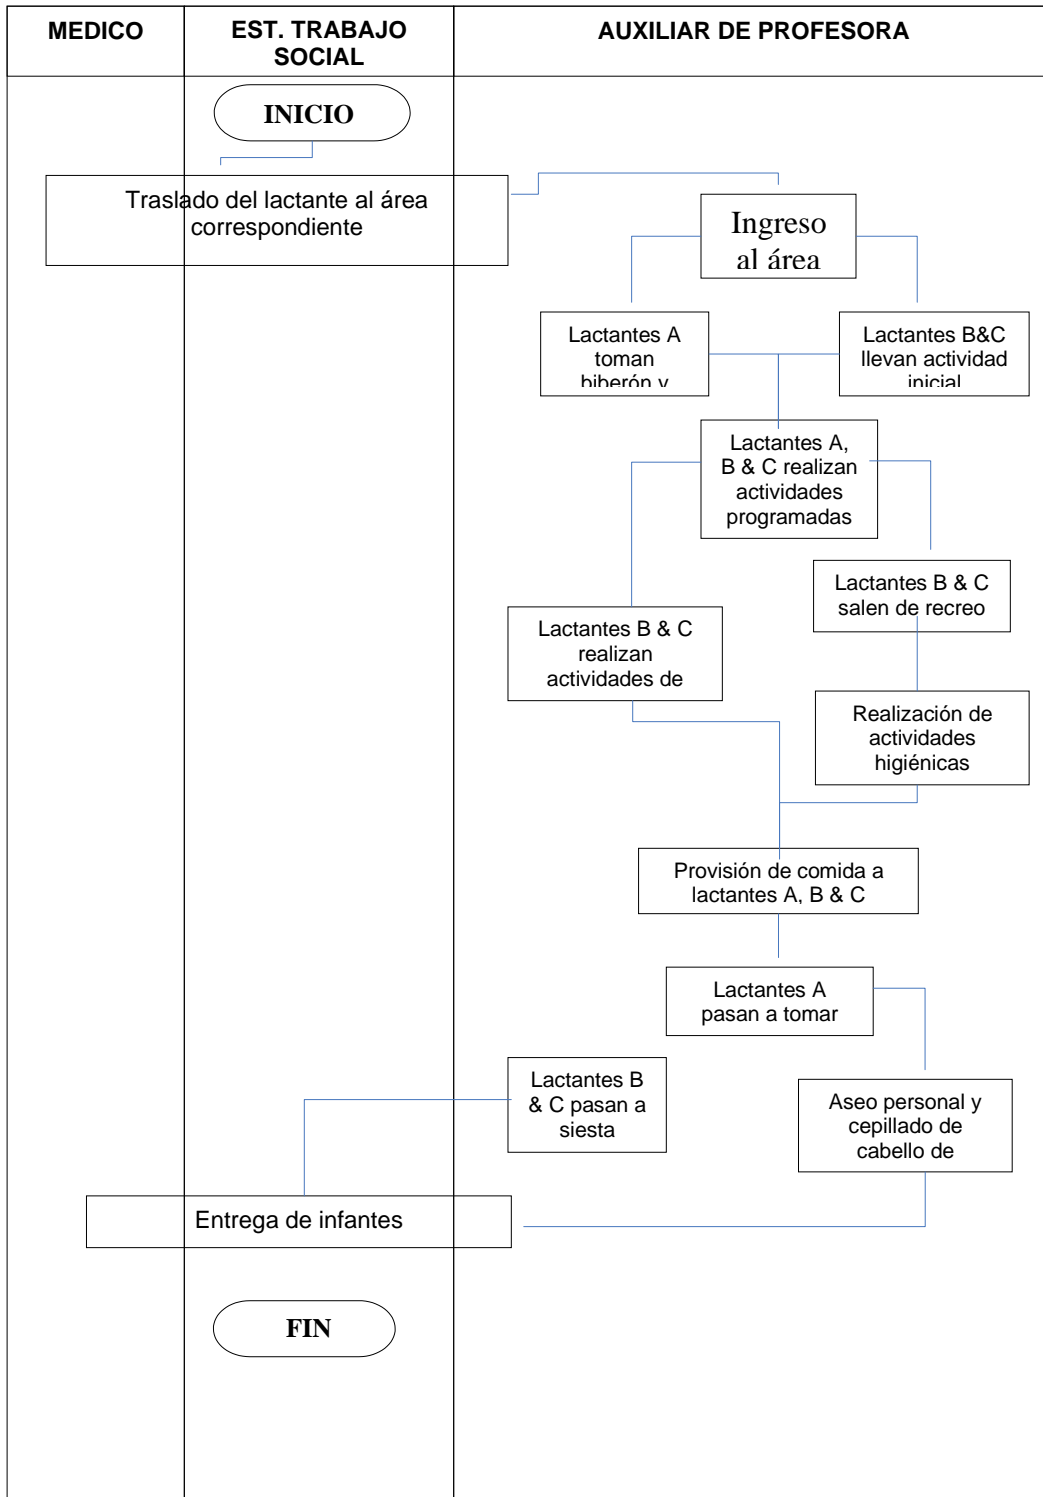 MEDICO
EST. TRABAJO
SOCIAL
AUXILIAR DE PROFESORA
INICIO
Traslado del lactante al área
correspondiente
Ingreso
al área
Lactantes A
toman
biberón y
Lactantes B&C
llevan actividad
inicial
Lactantes A,
B & C realizan
actividades
programadas
Lactantes B & C
salen de recreo
Lactantes B & C
realizan
actividades de
Realización de
actividades
higiénicas
Provisión de comida a
lactantes A, B & C
Lactantes A
pasan a tomar
Lactantes B
& C pasan a
siesta
Aseo personal y
cepillado de
cabello de
Entrega de infantes
FIN